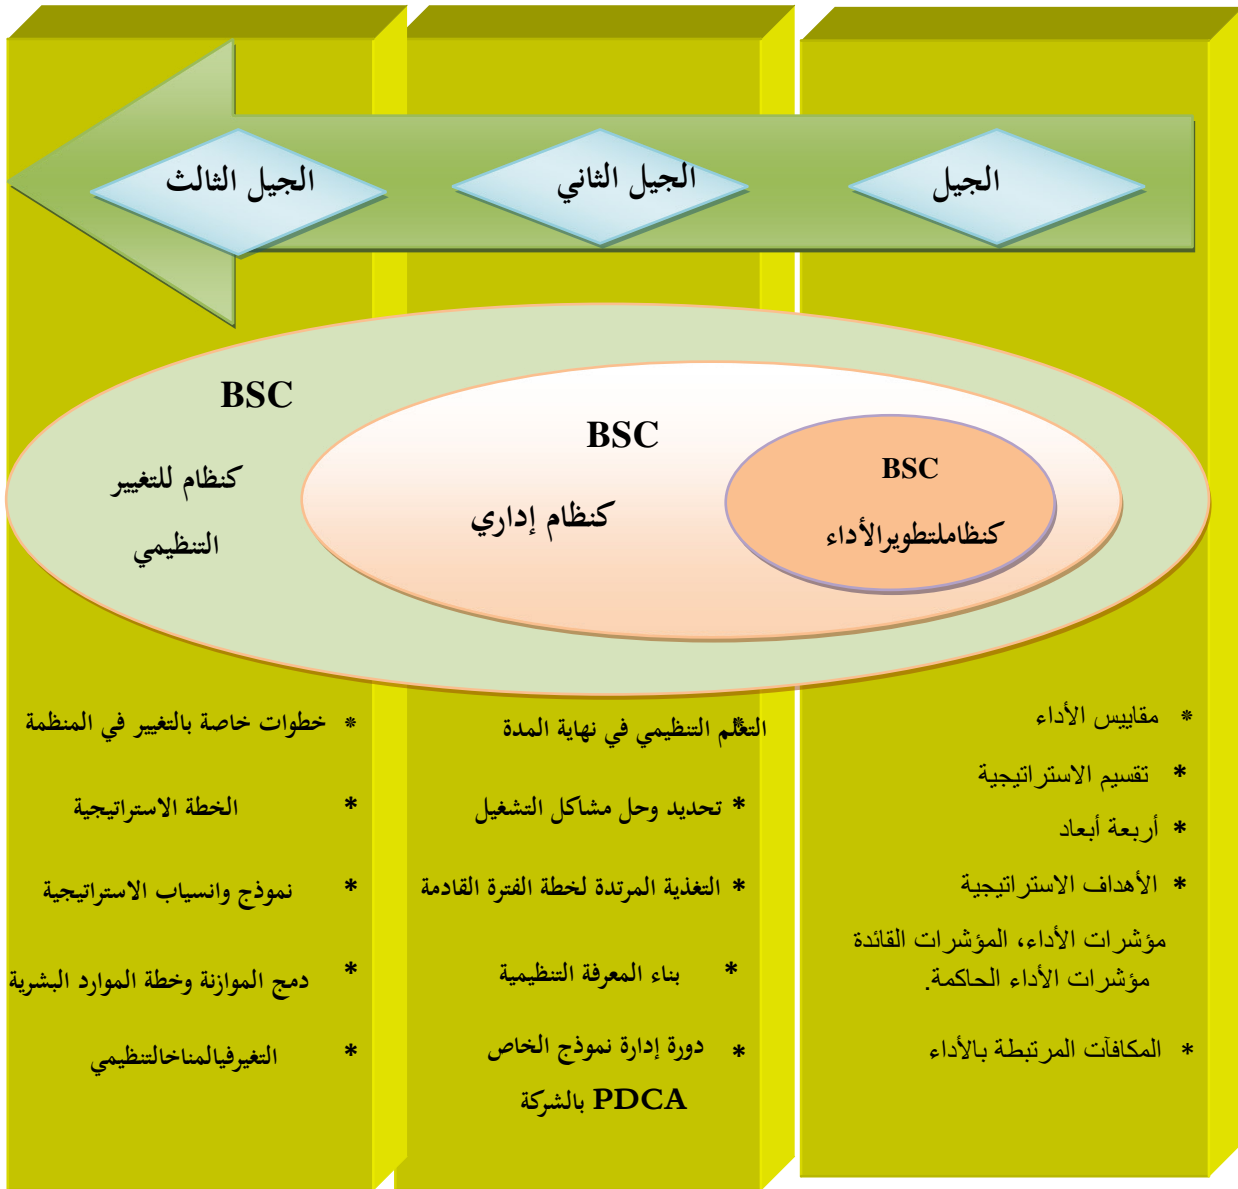 الجيل
الجيل الثاني
الجيل الثالث
BSC
كنظاملتطويرالأداء
BSC
كنظام إداري
BSC
كنظام للتغيير
التنظيمي
* مقاييس الأداء
* تقسيم الاستراتيجية
* أربعة أبعاد
* الأهداف الاستراتيجية
مؤشرات الأداء، المؤشرات القائدة
مؤشرات الأداء الحاكمة.
* المكافآت المرتبطة بالأداء
* التعلم التنظيمي في نهاية المدة
* تحديد وحل مشاكل التشغيل
* التغذية المرتدة لخطة الفترة القادمة
* بناء المعرفة التنظيمية
* دورة إدارة نموذج الخاص
PDCA بالشركة
* خطوات خاصة بالتغيير في المنظمة
* الخطة الاستراتيجية
* نموذج وانسياب الاستراتيجية
* دمج الموازنة وخطة الموارد البشرية
* التغيرفيالمناخالتنظيمي